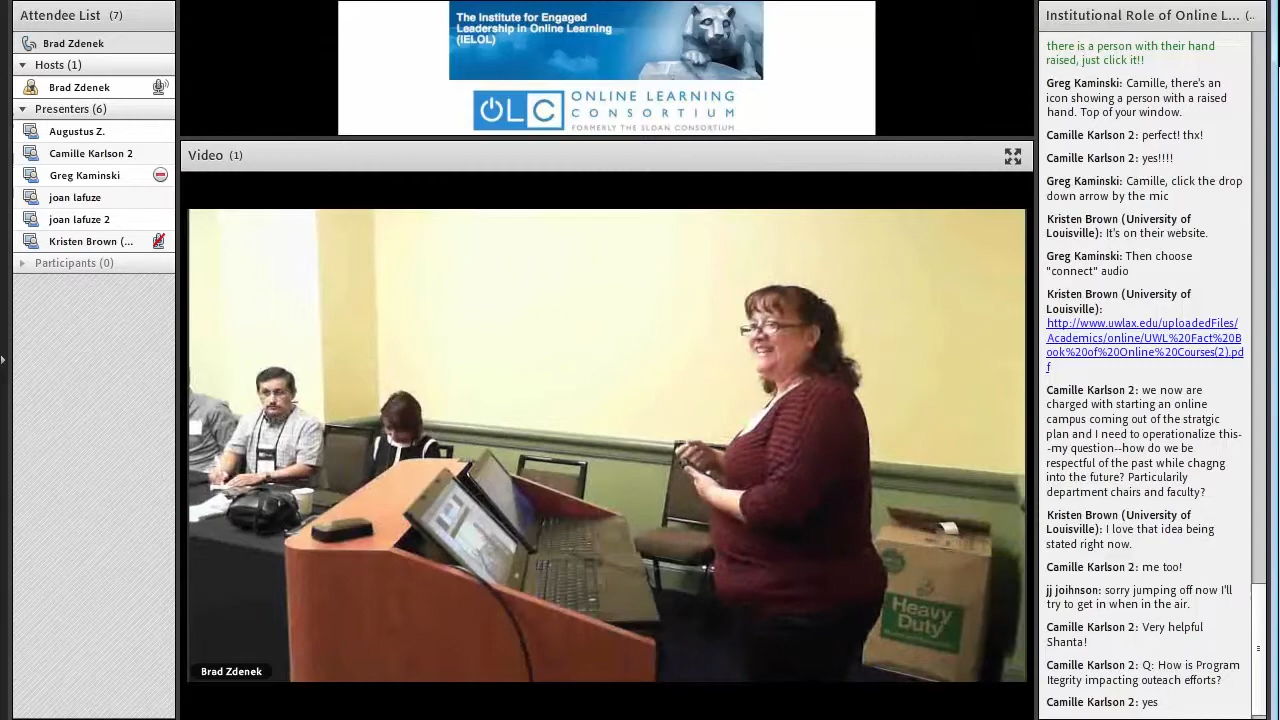 Attendee List (7)
Brad Zdenek
Hosts (1)
Brad Zdenek
Presenters (6)
Augustus Z.
Camille Karlson 2
Greg Kaminski
joan lafuze
joan lafuze 2
Kristen Brown (...
Participants (0)
The Institute for Engaged
Leadership in Online Learning
(IELOL)
OLC
ONLINE LEARNING
CONSORTIUM
FORMERLY THE SLOAN CONSORTIUM
Video (1)
Heavy
Duty
Brad Zdenek
Institutional Role of Online L... (..
there is a person with their hand
raised, just click it!!
Greg Kaminski: Camille, there's an
icon showing a person with a raised
hand. Top of your window.
Camille Karlson 2: perfect! thx!
Camille Karlson 2: yes!!!!
Greg Kaminski: Camille, click the drop
down arrow by the mic
Kristen Brown (University of
Louisville): It's on their website.
Greg Kaminski: Then choose
"connect" audio
Kristen Brown (University of
Louisville):
http://www.uwlax.edu/uploadedFiles/
Academics/online/UWL%20Fact%20B
ook%20of%20Online%20Courses(2).pd
f
Camille Karlson 2: we now are
charged with starting an online
campus coming out of the stratgic
plan and I need to operationalize this-
-my question--how do we be
respectful of the past while chagng
into the future? Particularily
department chairs and faculty?
Kristen Brown (University of
Louisville): I love that idea being
stated right now.
Camille Karlson 2: me too!
jj joihnson: sorry jumping off now I'll
try to get in when in the air.
Camille Karlson 2: Very helpful
Shanta!
Camille Karlson 2: Q: How is Program
Itegrity impacting outeach efforts?
Camille Karlson 2: yes